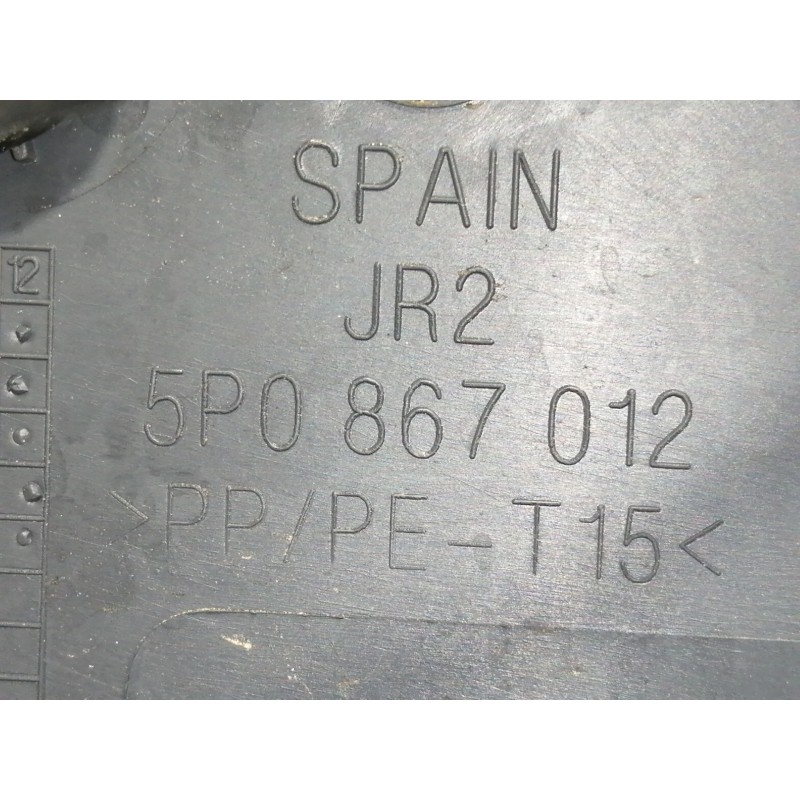 SPAIN
JR2
12
5P0 867 012
>PP/PE-T15<